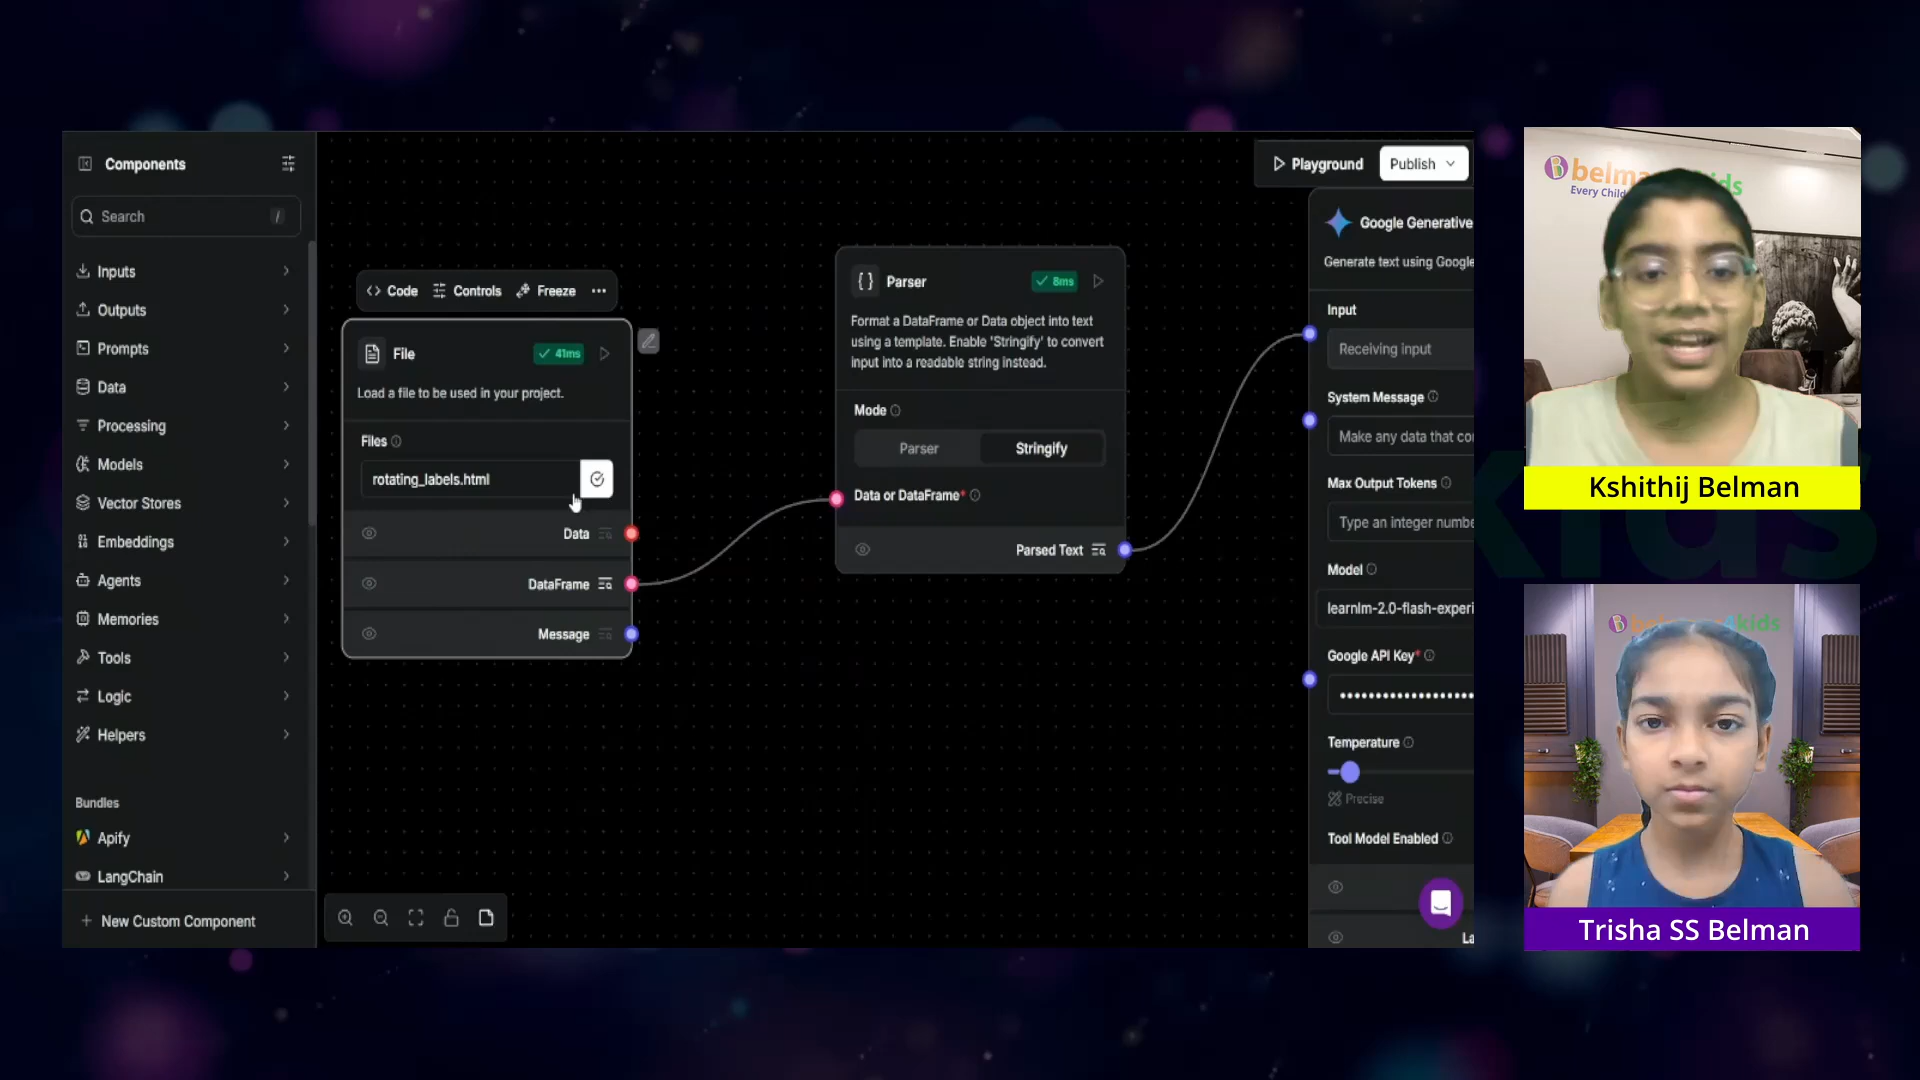 Components
Search /
Inputs
Outputs
Prompts
Data
Processing
Models
Vector Stores
Embeddings
Agents
Memories
Tools
Logic
Helpers
Bundles
Apify
LangChain
+ New Custom Component
Code Controls Freeze
File 41ms
Load a file to be used in your project.
Files
rotating_labels.html
Data
DataFrame
Message
Parser 8ms
Format a DataFrame or Data object into text
using a template. Enable 'Stringify' to convert
input into a readable string instead.
Mode
Parser Stringify
Data or DataFrame*
Parsed Text
Playground Publish
Google Generative
Generate text using Google
Input
Receiving input
System Message
Make any data that co
Max Output Tokens
Type an integer numbe
Model
learnlm-2.0-flash-experi
Google API Key*
Temperature
Precise
Tool Model Enabled
La
Every Child
Kshithij Belman
Trisha SS Belman